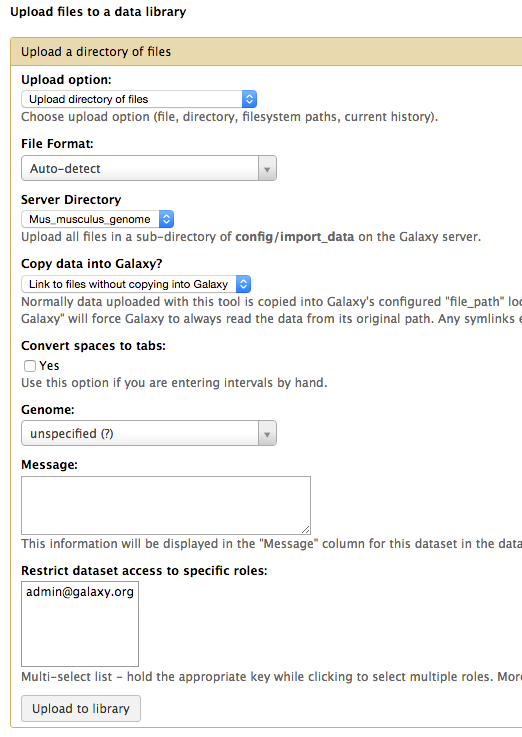 Upload files to a data library
Upload a directory of files
Upload option:
Upload directory of files
Choose upload option (file, directory, filesystem paths, current history).
File Format:
Auto-detect
Server Directory
Mus_musculus_genome
Upload all files in a sub-directory of config/import_data on the Galaxy server.
Copy data into Galaxy?
Link to files without copying into Galaxy
Normally data uploaded with this tool is copied into Galaxy's configured "file_path" loc
Galaxy" will force Galaxy to always read the data from its original path. Any symlinks e
Convert spaces to tabs:
Yes
Use this option if you are entering intervals by hand.
Genome:
unspecified (?)
Message:
This information will be displayed in the "Message" column for this dataset in the data
Restrict dataset access to specific roles:
admin@galaxy.org
Multi-select list - hold the appropriate key while clicking to select multiple roles. More
Upload to library